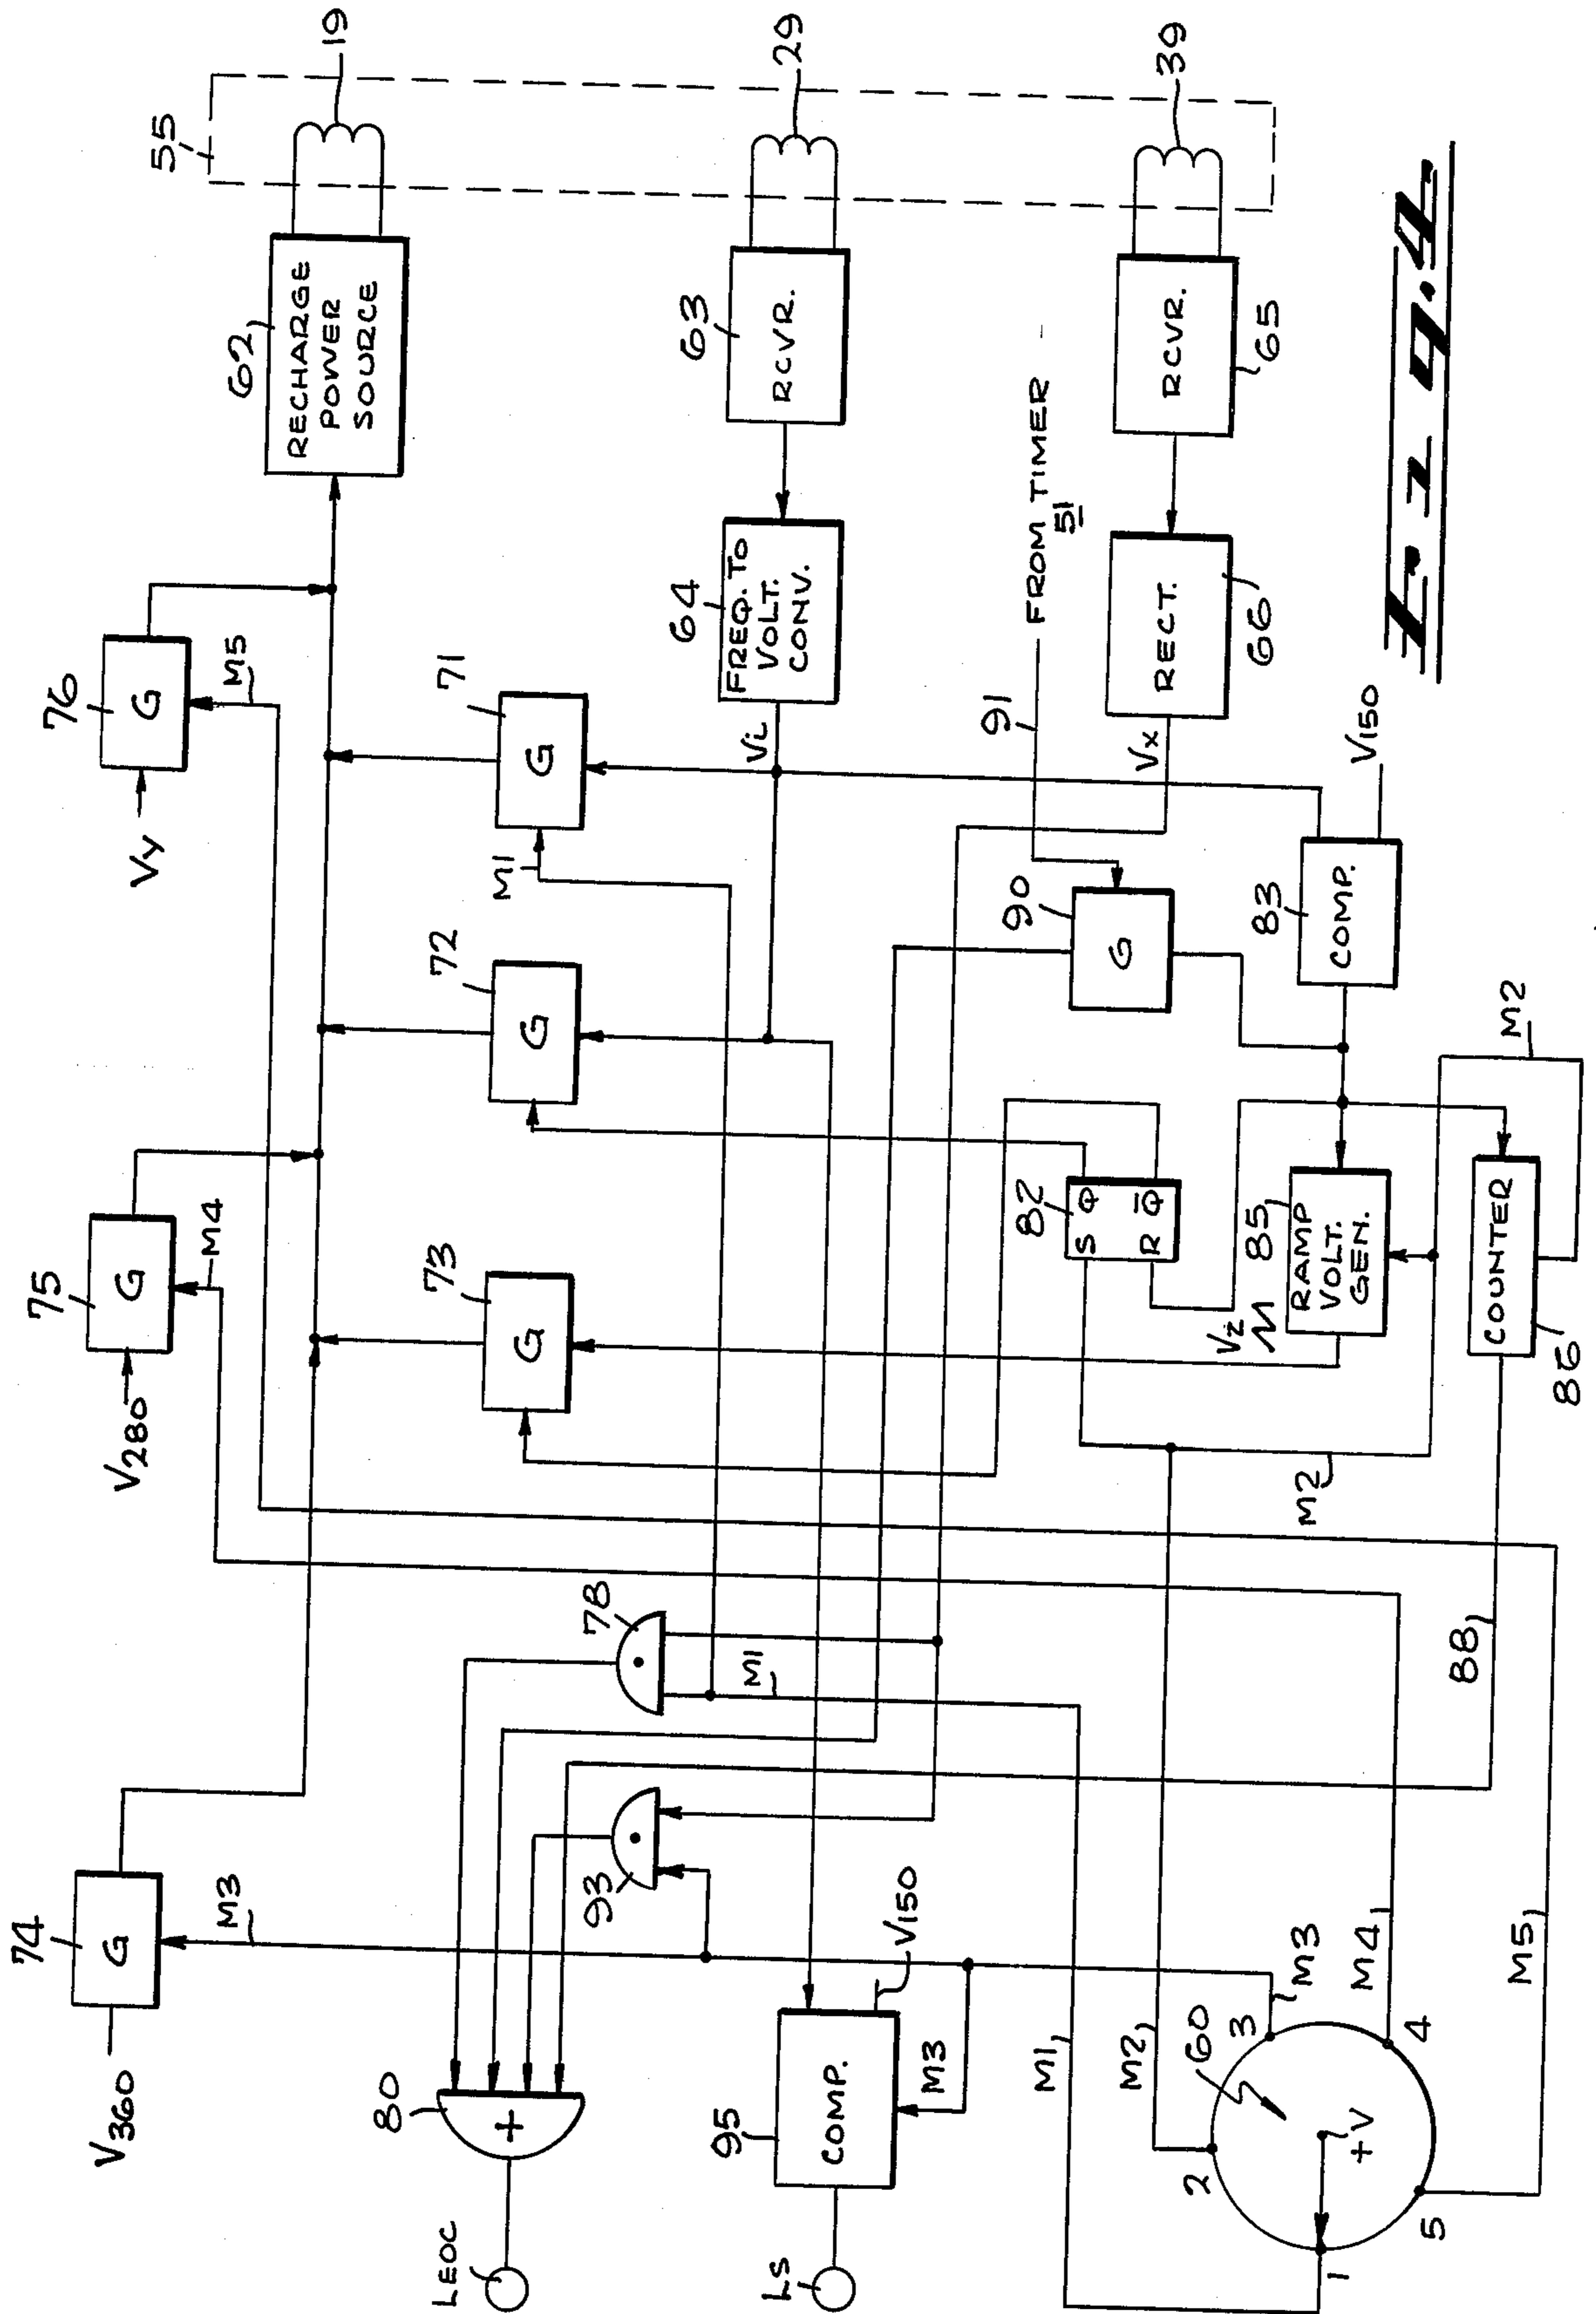 55
19
29
39
62
RECHARGE
POWER
SOURCE
63
RCVR.
65
RCVR.
64
FREQ. TO
VOLT.
CONV.
Vi
91
FROM TIMER
51
66
RECT.
Vx
76
G
M5
Vy
71
G
M1
72
G
73
G
75
G
M4
V280
74
G
M3
V360
90
G
83
COMP.
V150
82
S Q
R Q̅
Vz
85
RAMP
VOLT.
GEN.
M2
COUNTER
86
M2
88
78
M1
93
80
+
LEOC
95
COMP.
V150
M3
LS
M1
M2
60
M3
M4
M5
1
2
3
4
5
+V
Fig. 4